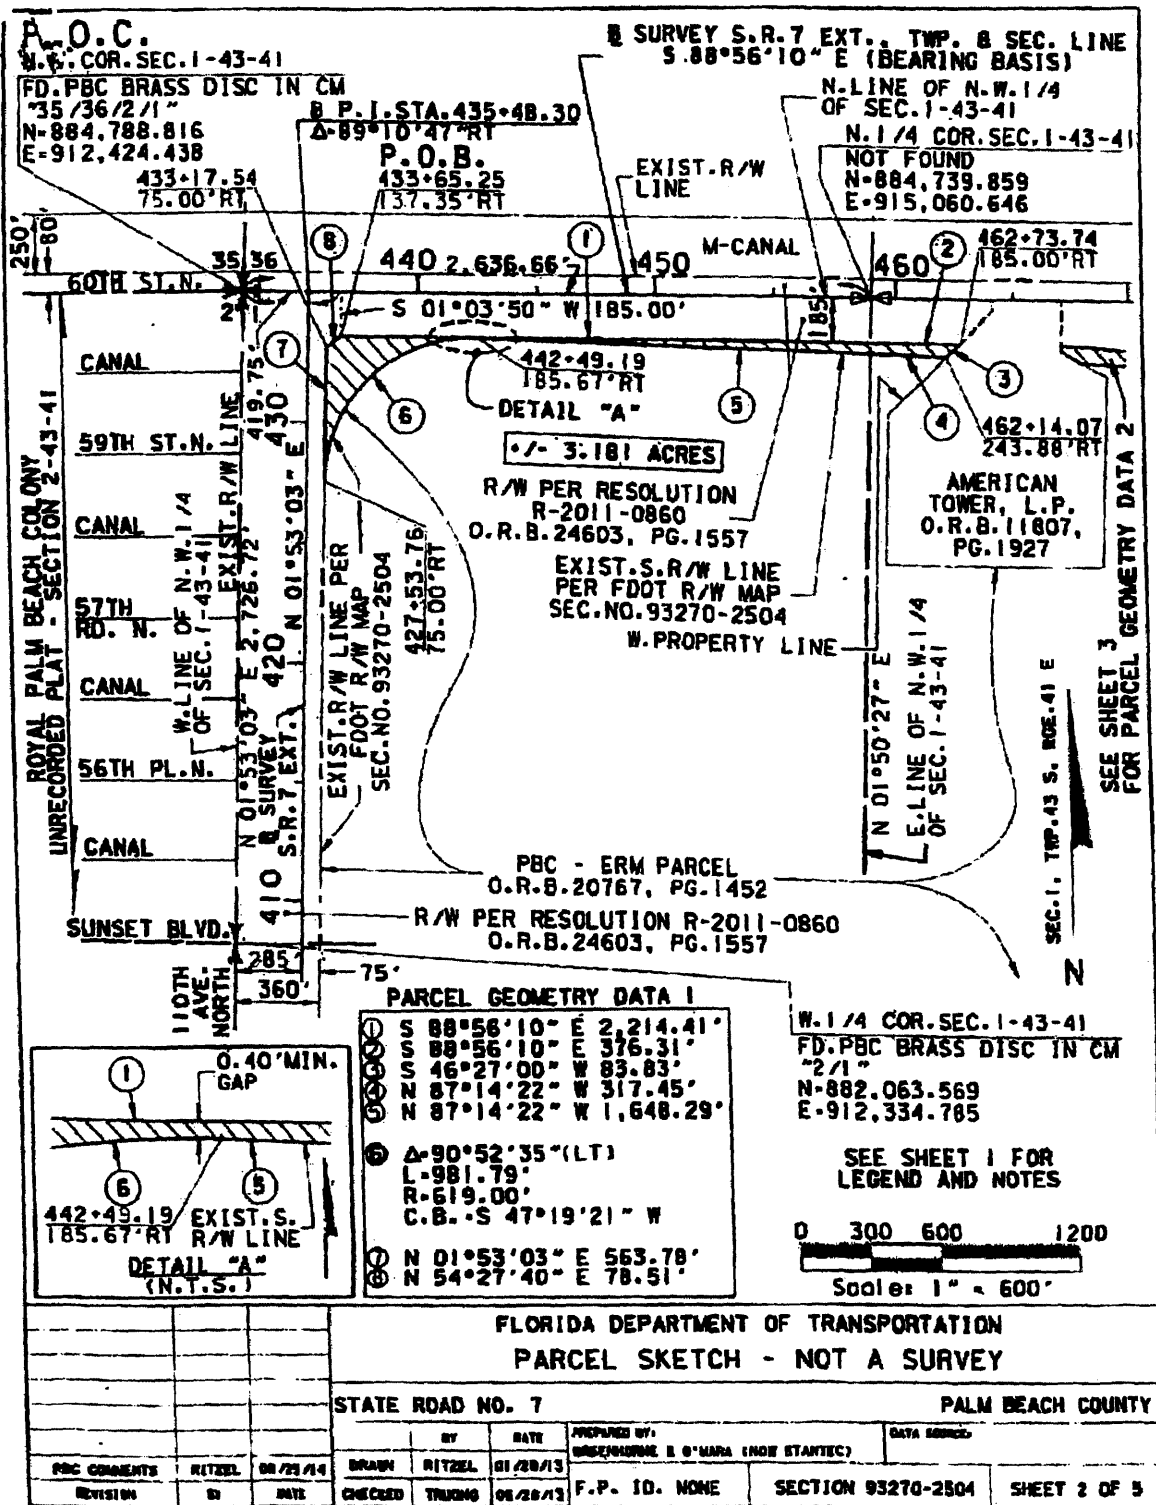 P.O.C.
N.W. COR. SEC. 1-43-41
FD. PBC BRASS DISC IN CM
"35/36/2/1"
N=884,788.816
E=912,424.438
B P.I. STA. 435+48.30
Δ=89°10'47"RT
P.O.B.
433+65.25
137.35'RT
433+17.54
75.00'RT
B SURVEY S.R.7 EXT., TWP. & SEC. LINE
S.88°56'10" E (BEARING BASIS)
N. LINE OF N.W. 1/4
OF SEC. 1-43-41
N. 1/4 COR. SEC. 1-43-41
NOT FOUND
N=884,739.859
E=915,060.646
EXIST. R/W
LINE
250'
80'
35 36
2 1
60TH ST. N.
8
440
2,636.66'
1
450
M-CANAL
460
2
462+73.74
185.00'RT
S 01°03'50" W 185.00'
185'
7
442+49.19
185.67'RT
6
5
3
4
CANAL
419.75'
430
DETAIL "A"
462+14.07
243.88'RT
59TH ST. N.
+/- 3.181 ACRES
R/W PER RESOLUTION
R-2011-0860
O.R.B. 24603, PG. 1557
AMERICAN
TOWER, L.P.
O.R.B. 11807,
PG. 1927
CANAL
EXIST. S. R/W LINE
PER FDOT R/W MAP
SEC. NO. 93270-2504
W. PROPERTY LINE
57TH
RD. N.
CANAL
56TH PL. N.
CANAL
SUNSET BLVD.
ROYAL PALM BEACH COLONY
UNRECORDED PLAT - SECTION 2-43-41
W. LINE OF N.W. 1/4
OF SEC. 1-43-41
EXIST. R/W LINE
N 01°53'03" E 2,726.72'
B SURVEY
S.R.7 EXT.
410
420
N 01°53'03" E
EXIST. R/W LINE PER
FDOT R/W MAP
SEC. NO. 93270-2504
427+53.76
75.00'RT
N 01°50'27" E
E. LINE OF N.W. 1/4
OF SEC. 1-43-41
SEC. 1, TWP. 43 S. RGE. 41 E
SEE SHEET 3
FOR PARCEL GEOMETRY DATA 2
N
PBC - ERM PARCEL
O.R.B. 20767, PG. 1452
R/W PER RESOLUTION R-2011-0860
O.R.B. 24603, PG. 1557
110TH
AVE.
NORTH
285'
75'
360'
W. 1/4 COR. SEC. 1-43-41
FD. PBC BRASS DISC IN CM
"2/1"
N=882,063.569
E=912,334.785
PARCEL GEOMETRY DATA 1
1 S 88°56'10" E 2,214.41'
2 S 88°56'10" E 376.31'
3 S 46°27'00" W 83.83'
4 N 87°14'22" W 317.45'
5 N 87°14'22" W 1,648.29'
6 Δ=90°52'35"(LT)
L=981.79'
R=619.00'
C.B.=S 47°19'21" W
7 N 01°53'03" E 563.78'
8 N 54°27'40" E 78.51'
1
0.40'MIN.
GAP
6
5
442+49.19
185.67'RT
EXIST. S.
R/W LINE
DETAIL "A"
(N.T.S.)
SEE SHEET 1 FOR
LEGEND AND NOTES
0 300 600 1200
Scale: 1" = 600'
FLORIDA DEPARTMENT OF TRANSPORTATION
PARCEL SKETCH - NOT A SURVEY
STATE ROAD NO. 7 PALM BEACH COUNTY
BY DATE
PREPARED BY:
& O'MARA (NOW STANTEC)
DATA SOURCE:
PBC COMMENTS RITZEL 08/25/14
DRAWN RITZEL 01/28/13
REVISION BY DATE
CHECKED 06/28/13
F.P. ID. NONE SECTION 93270-2504 SHEET 2 OF 5